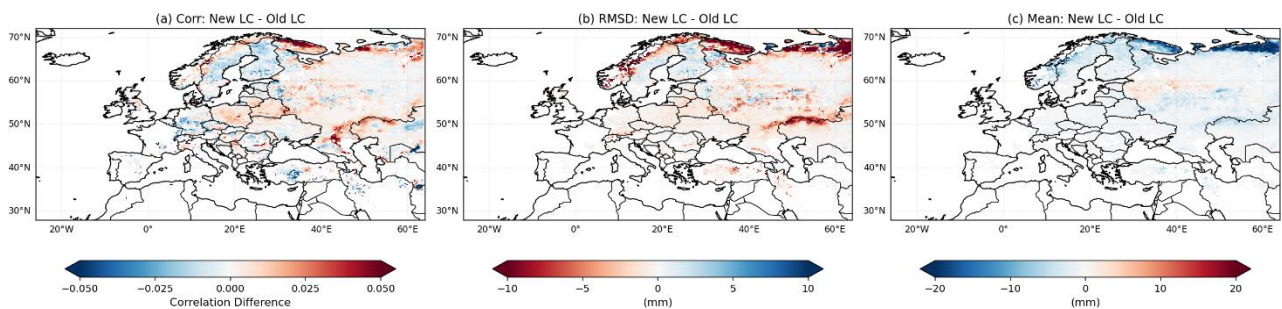 (a) Corr: New LC - Old LC
(b) RMSD: New LC - Old LC
(c) Mean: New LC - Old LC
70°N
60°N
50°N
40°N
30°N
20°W
0°
20°E
40°E
60°E
70°N
60°N
50°N
40°N
30°N
20°W
0°
20°E
40°E
60°E
70°N
60°N
50°N
40°N
30°N
20°W
0°
20°E
40°E
60°E
−0.050 −0.025 0.000 0.025 0.050
Correlation Difference
−10 −5 0 5 10
(mm)
−20 −10 0 10 20
(mm)